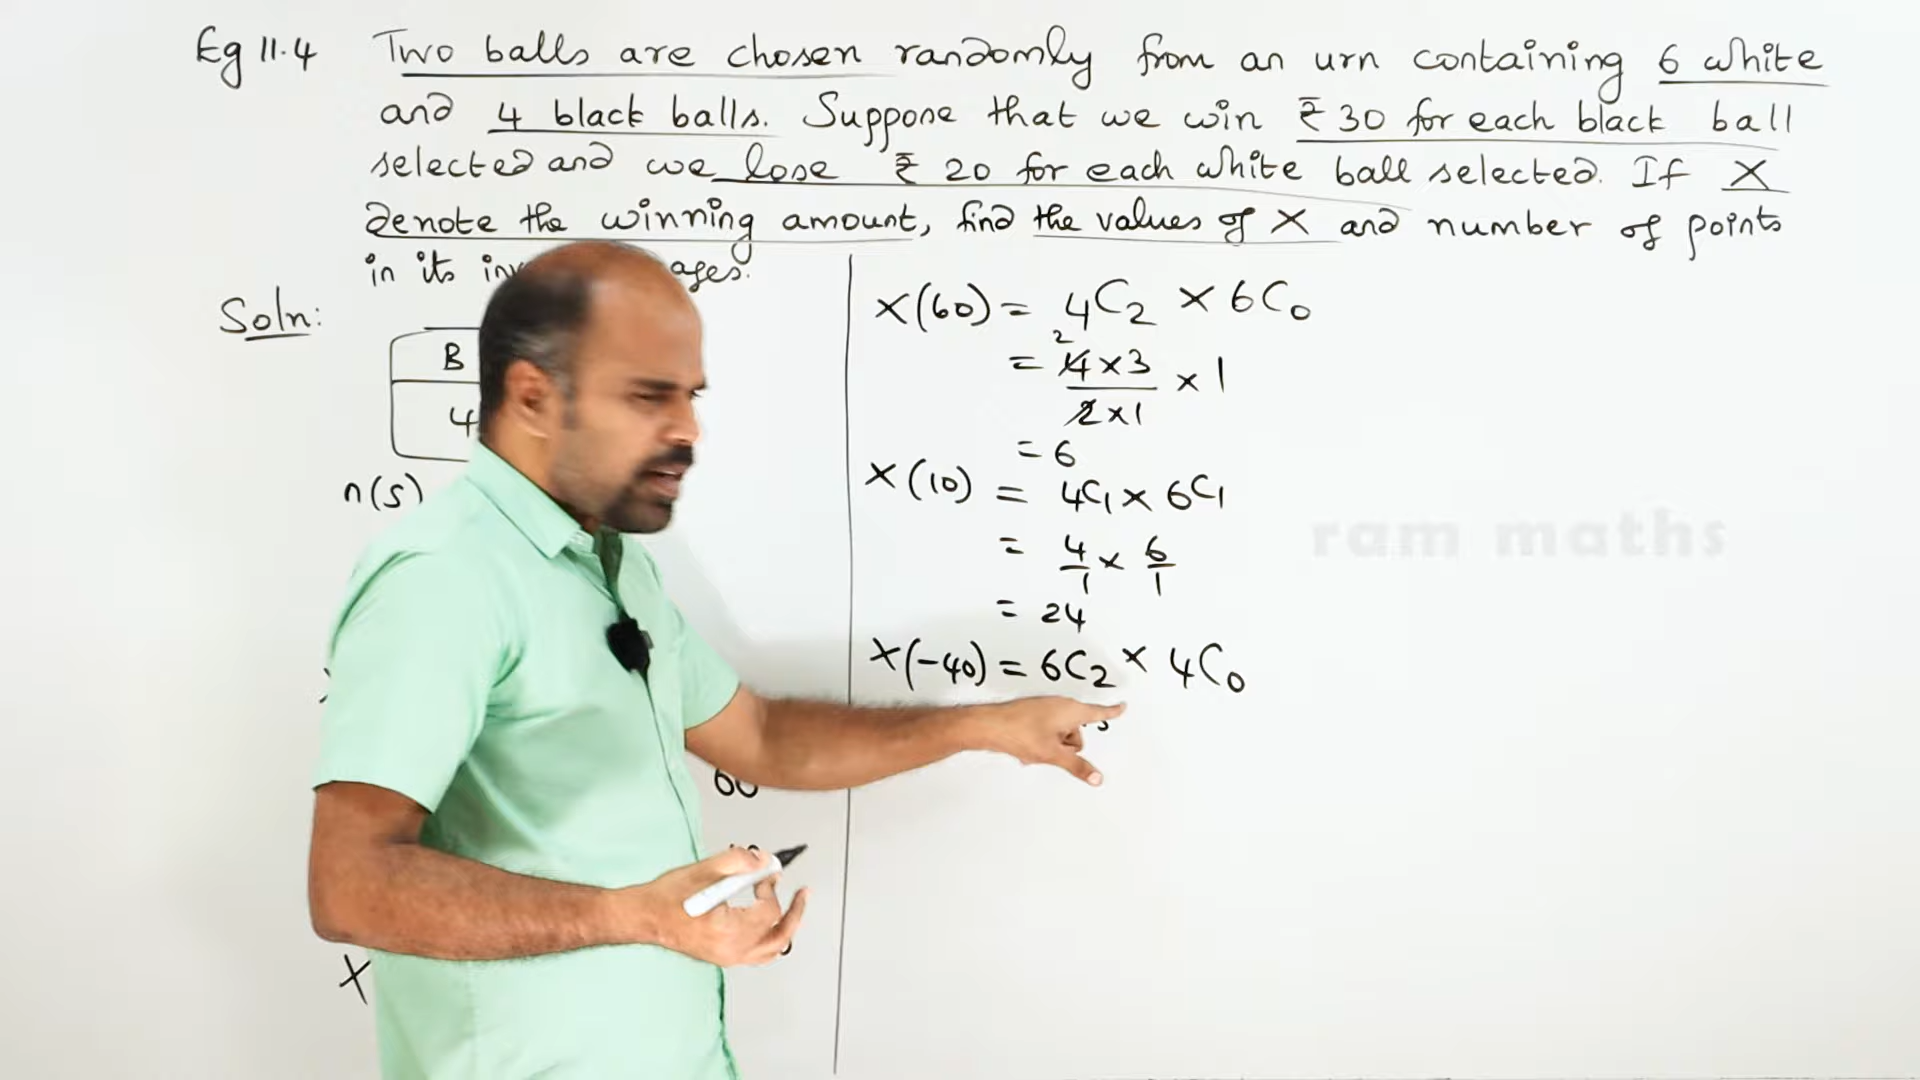 Eg 11.4 Two balls are chosen randomly from an urn containing 6 white
and 4 black balls. Suppose that we win ₹ 30 for each black ball
selected and we lose ₹ 20 for each white ball selected. If X
denote the winning amount, find the values of X and number of points
in its
Soln:
B
4
n(s)
60
X
X(60) = 4C2 × 6C0
= 4×3/2×1 × 1
2
= 6
X(10) = 4C1 × 6C1
= 4/1 × 6/1
= 24
X(-40) = 6C2 × 4C0
ram maths